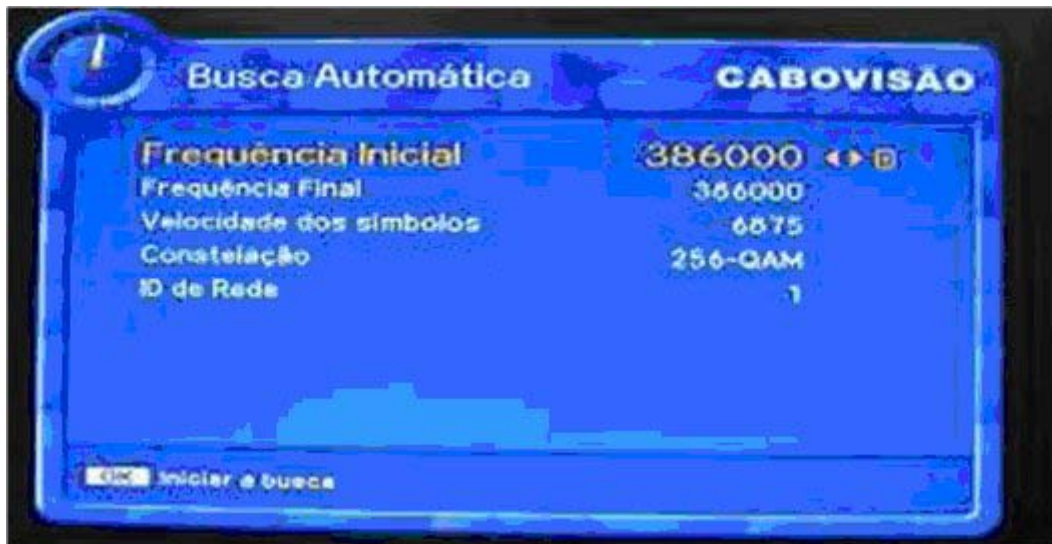 Busca Automática CABOVISÃO
Frequência Inicial 386000
Frequência Final 386000
Velocidade dos símbolos 6875
Constelação 256-QAM
ID de Rede 1
OK Iniciar a busca